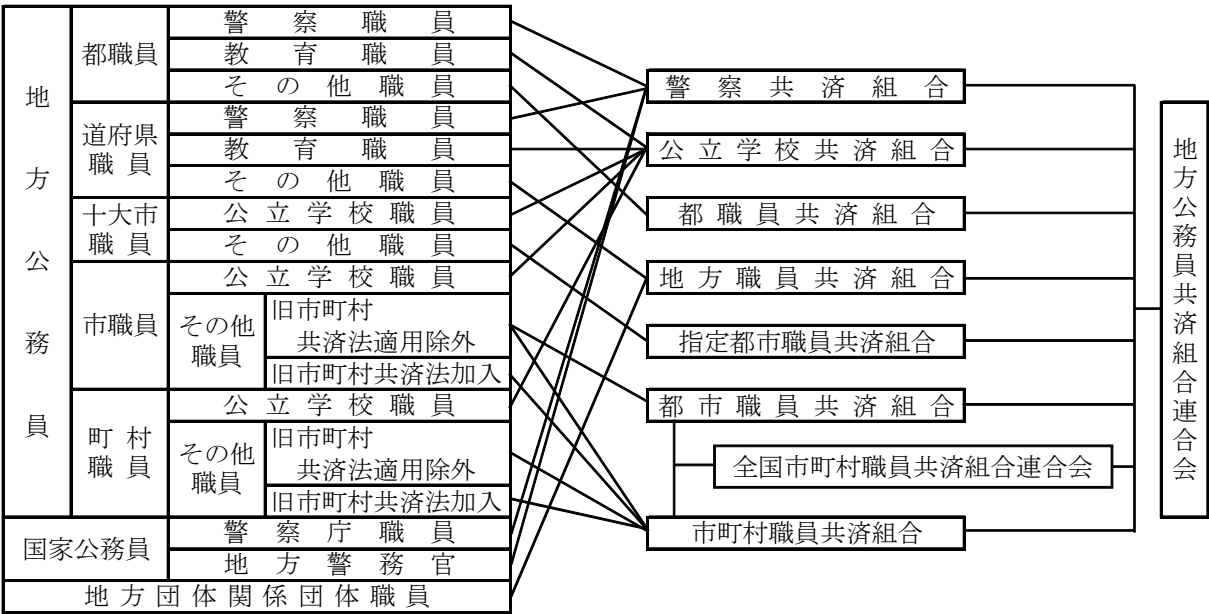 地方公務員
都職員
警察職員
教育職員
その他職員
道府県
職員
警察職員
教育職員
その他職員
十大市
職員
公立学校職員
その他職員
市職員
公立学校職員
その他
職員
旧市町村
共済法適用除外
旧市町村共済法加入
町村
職員
公立学校職員
その他
職員
旧市町村
共済法適用除外
旧市町村共済法加入
国家公務員
警察庁職員
地方警務官
地方団体関係団体職員
警察共済組合
公立学校共済組合
都職員共済組合
地方職員共済組合
指定都市職員共済組合
都市職員共済組合
全国市町村職員共済組合連合会
市町村職員共済組合
地方公務員共済組合連合会